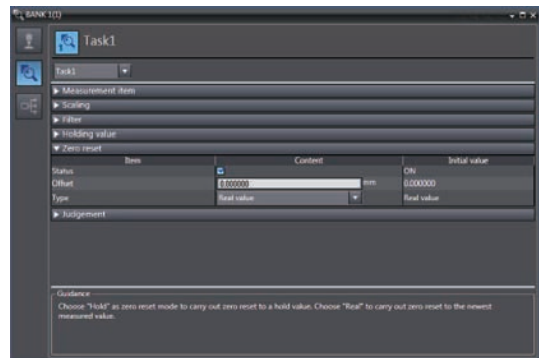 BANK 1(1)
Task1
Task1
Measurement item
Scaling
Filter
Holding value
Zero reset
Item Content Initial value
Status ON
Offset 0.000000 mm 0.000000
Type Real value Real value
Judgement
Guidance
Choose "Hold" as zero reset mode to carry out zero reset to a hold value. Choose "Real" to carry out zero reset to the newest
measured value.